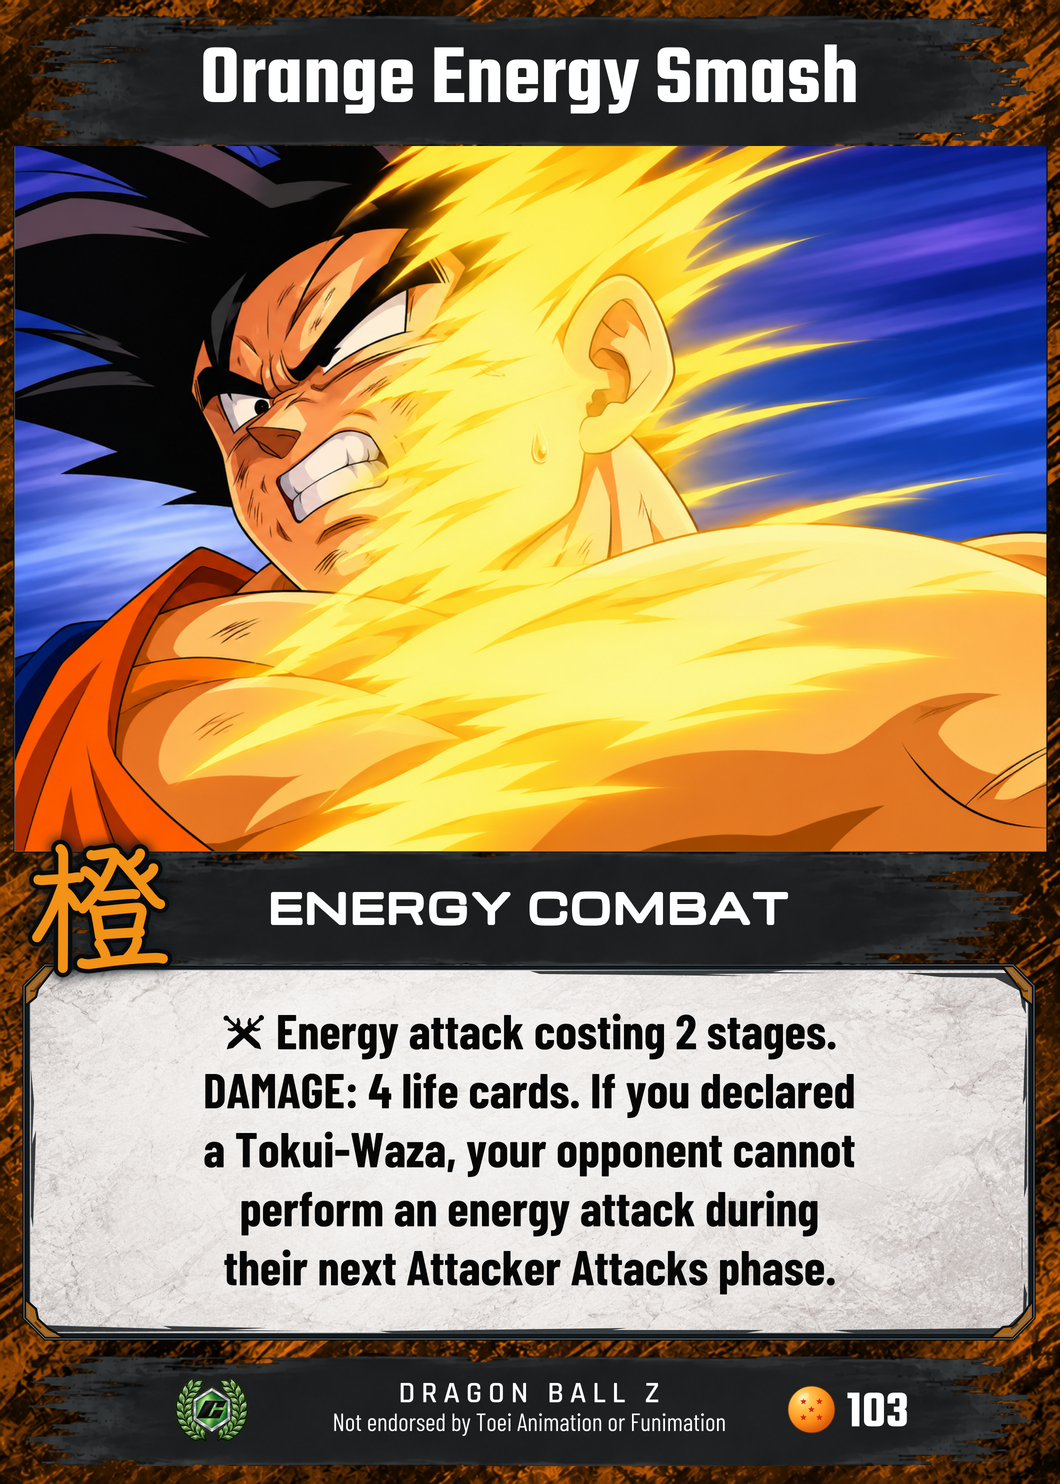 Orange Energy Smash
橙
ENERGY COMBAT
Energy attack costing 2 stages.
DAMAGE: 4 life cards. If you declared
a Tokui-Waza, your opponent cannot
perform an energy attack during
their next Attacker Attacks phase.
DRAGON BALL Z
Not endorsed by Toei Animation or Funimation
103